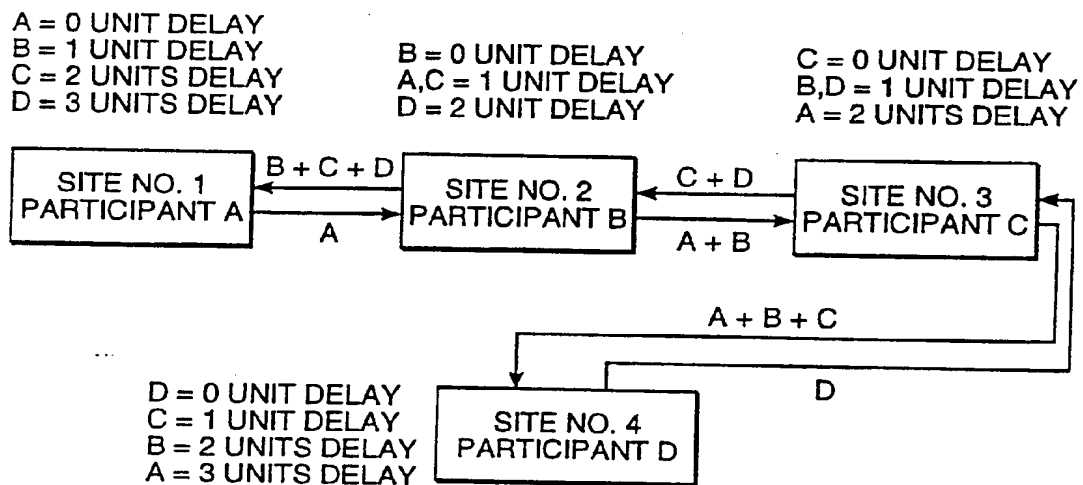 A = 0 UNIT DELAY
B = 1 UNIT DELAY
C = 2 UNITS DELAY
D = 3 UNITS DELAY
B = 0 UNIT DELAY
A,C = 1 UNIT DELAY
D = 2 UNIT DELAY
C = 0 UNIT DELAY
B,D = 1 UNIT DELAY
A = 2 UNITS DELAY
SITE NO. 1
PARTICIPANT A
B + C + D
A
SITE NO. 2
PARTICIPANT B
C + D
A + B
SITE NO. 3
PARTICIPANT C
A + B + C
D
D = 0 UNIT DELAY
C = 1 UNIT DELAY
B = 2 UNITS DELAY
A = 3 UNITS DELAY
SITE NO. 4
PARTICIPANT D